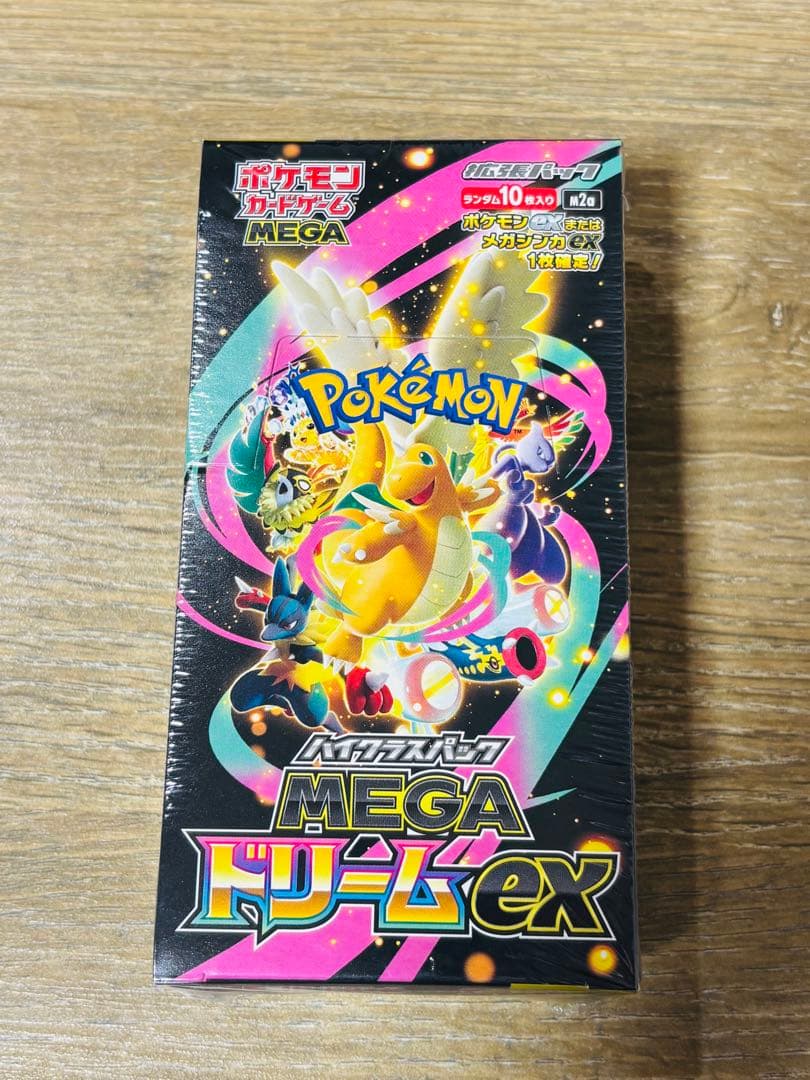 ポケモン
カードゲーム
MEGA
拡張パック
ランダム10枚入り
M2a
ポケモンexまたは
メガシンカex
1枚確定!
POKÉMON
TM
ハイクラスパック
MEGA
ドリームex